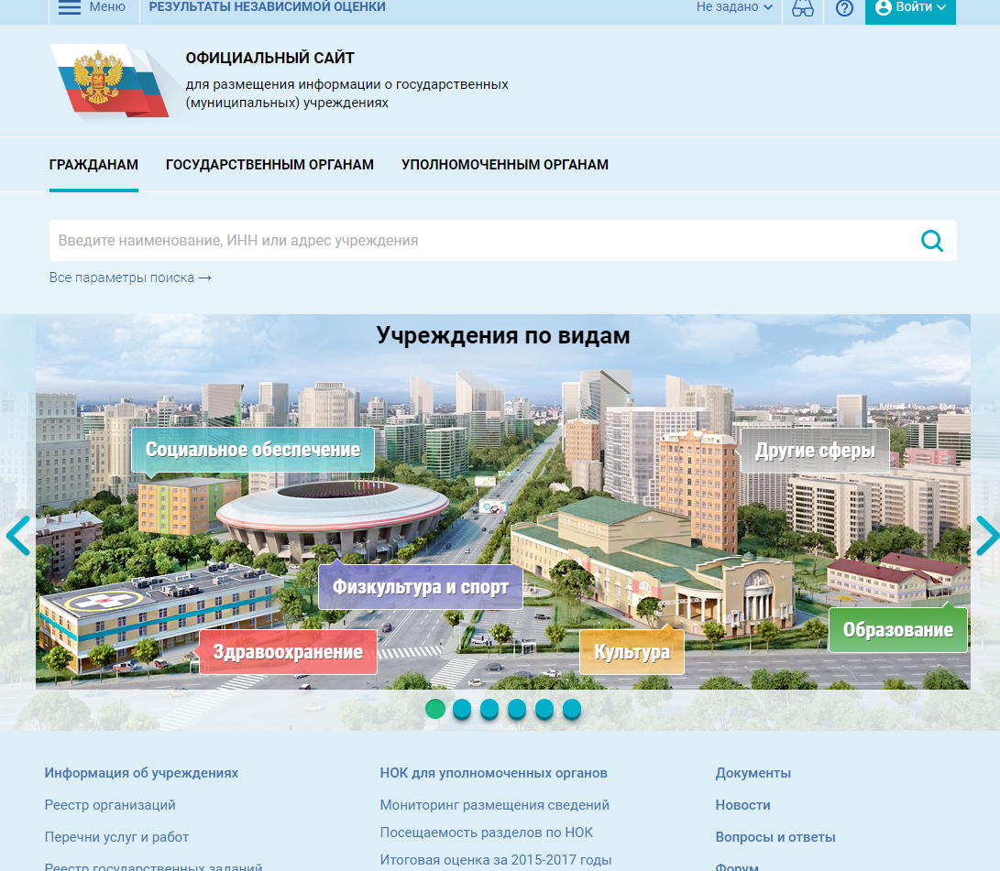 Меню
РЕЗУЛЬТАТЫ НЕЗАВИСИМОЙ ОЦЕНКИ
Не задано
Войти
ОФИЦИАЛЬНЫЙ САЙТ
для размещения информации о государственных
(муниципальных) учреждениях
ГРАЖДАНАМ
ГОСУДАРСТВЕННЫМ ОРГАНАМ
УПОЛНОМОЧЕННЫМ ОРГАНАМ
Введите наименование, ИНН или адрес учреждения
Все параметры поиска →
Учреждения по видам
Социальное обеспечение
Другие сферы
Физкультура и спорт
Образование
Здравоохранение
Культура
Информация об учреждениях
Реестр организаций
Перечни услуг и работ
Реестр государственных заданий
НОК для уполномоченных органов
Мониторинг размещения сведений
Посещаемость разделов по НОК
Итоговая оценка за 2015-2017 годы
Документы
Новости
Вопросы и ответы
Форум